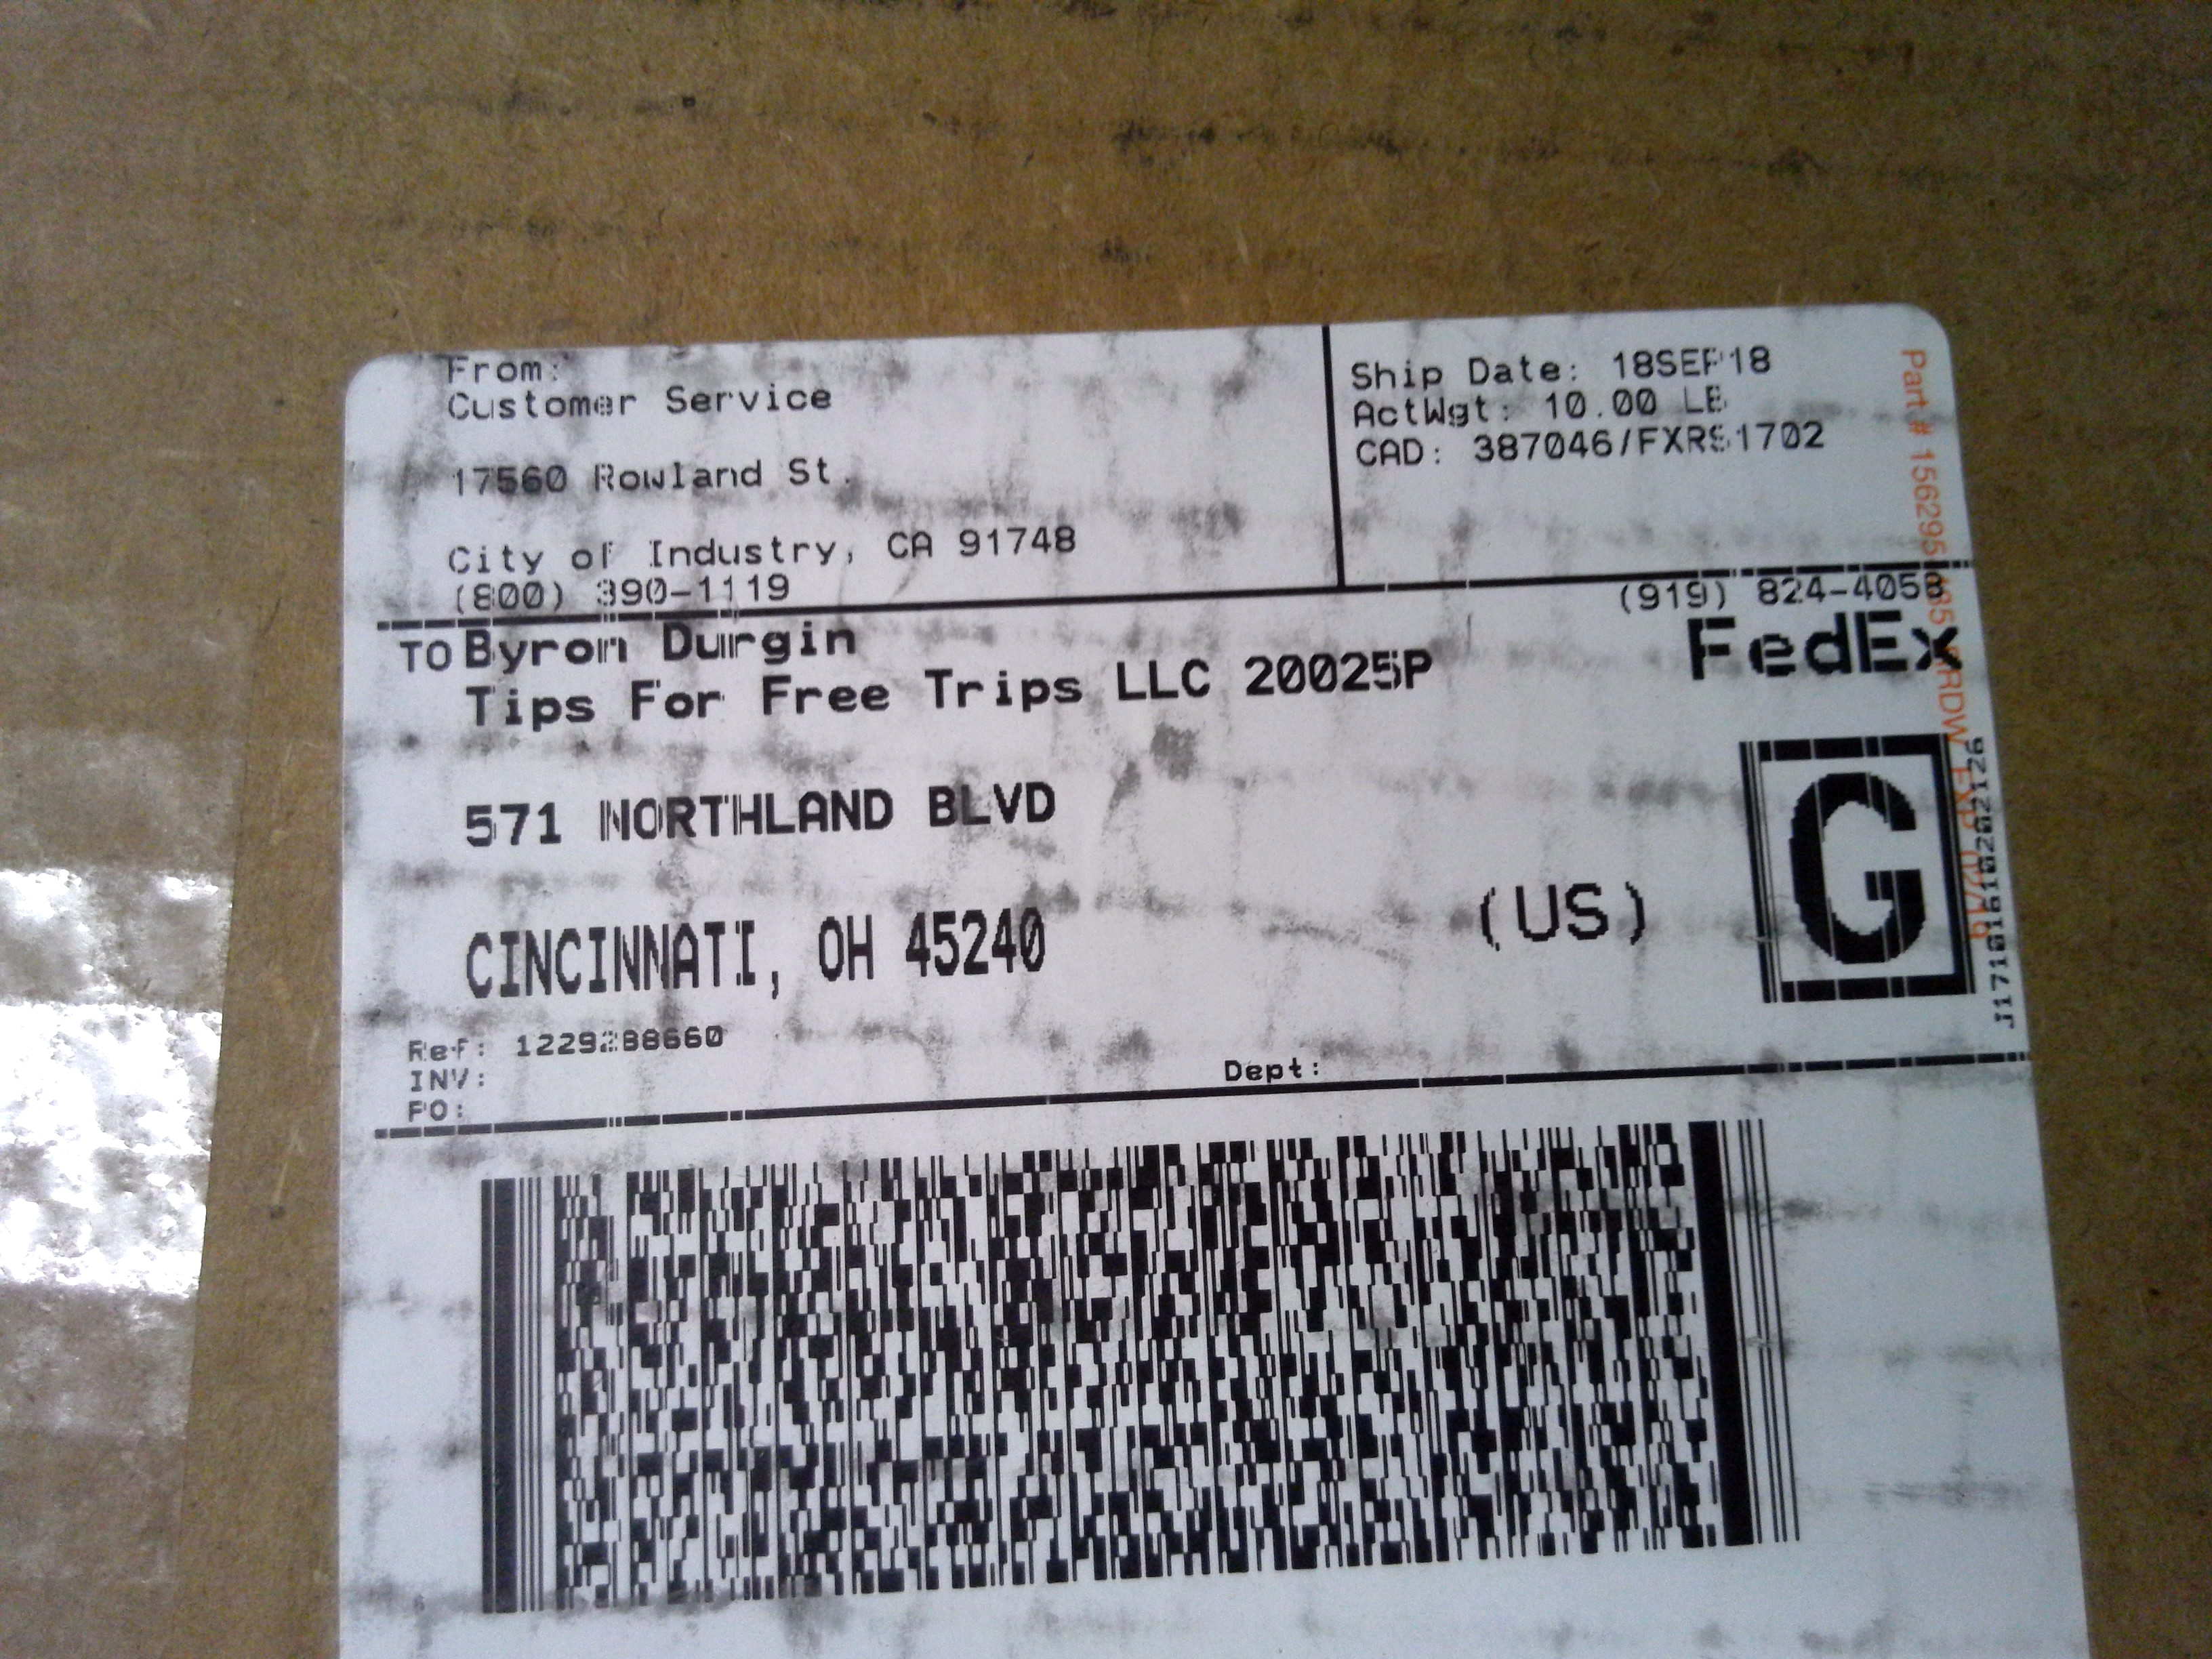 From:
Customer Service
17560 Rowland St.
City of Industry, CA 91748
(800) 390-1119
Ship Date: 18SEP18
ActWgt: 10.00 LB
CAD: 387046/FXRS1702
(919) 824-4058
TO Byron Durgin
Tips For Free Trips LLC 20025P
FedEx
571 NORTHLAND BLVD
G
CINCINNATI, OH 45240
(US)
Ref: 1229288660
INV:
PO:
Dept:
Part # 156295